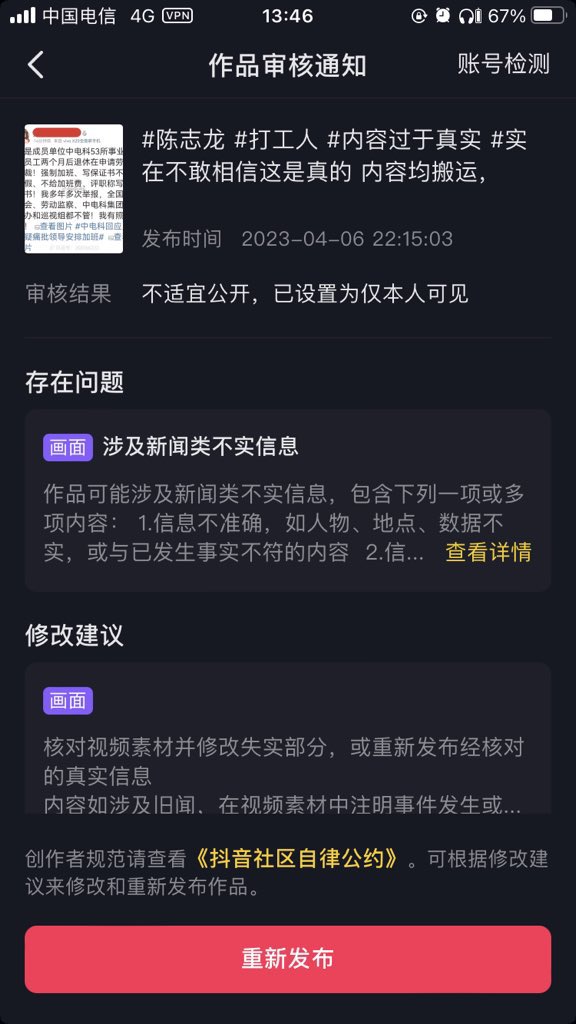 中国电信 4G VPN 13:46 67%
作品审核通知 账号检测
是成员单位中电科53所事业
员工两个月后退休在申请劳
裁！强制加班、写保证书不
假、不给加班费、评职称写
书！我多年多次举报，全国
会、劳动监察、中电科集团
办和巡视组都不管！我有照
查看图片 #中电科回应
疑痛批领导安排加班#
#陈志龙 #打工人 #内容过于真实 #实
在不敢相信这是真的 内容均搬运，
发布时间 2023-04-06 22:15:03
审核结果 不适宜公开，已设置为仅本人可见
存在问题
画面 涉及新闻类不实信息
作品可能涉及新闻类不实信息，包含下列一项或多
项内容： 1.信息不准确，如人物、地点、数据不
实，或与已发生事实不符的内容 2.信... 查看详情
修改建议
画面
核对视频素材并修改失实部分，或重新发布经核对
的真实信息
内容如涉及旧闻，在视频素材中注明事件发生或...
创作者规范请查看《抖音社区自律公约》。可根据修改建
议来修改和重新发布作品。
重新发布